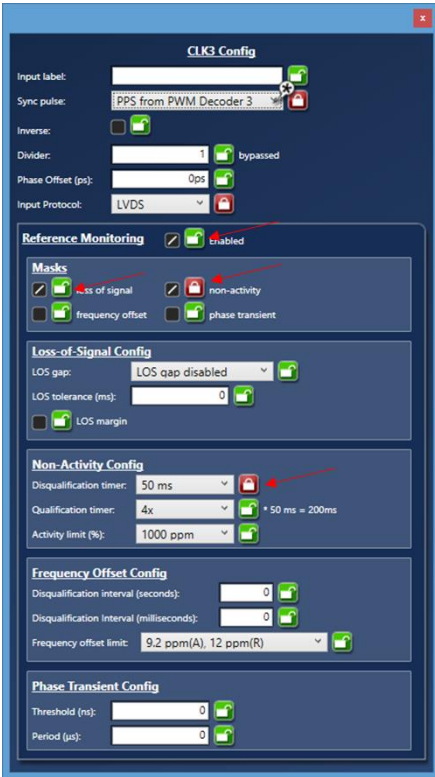 x
CLK3 Config
Input label:
Sync pulse: PPS from PWM Decoder 3
Inverse:
Divider: 1 bypassed
Phase Offset (ps): 0ps
Input Protocol: LVDS
Reference Monitoring Enabled
Masks
loss of signal non-activity
frequency offset phase transient
Loss-of-Signal Config
LOS gap: LOS gap disabled
LOS tolerance (ms): 0
LOS margin
Non-Activity Config
Disqualification timer: 50 ms
Qualification timer: 4x * 50 ms = 200ms
Activity limit (%): 1000 ppm
Frequency Offset Config
Disqualification interval (seconds): 0
Disqualification Interval (milliseconds): 0
Frequency offset limit: 9.2 ppm(A), 12 ppm(R)
Phase Transient Config
Threshold (ns): 0
Period (µs): 0